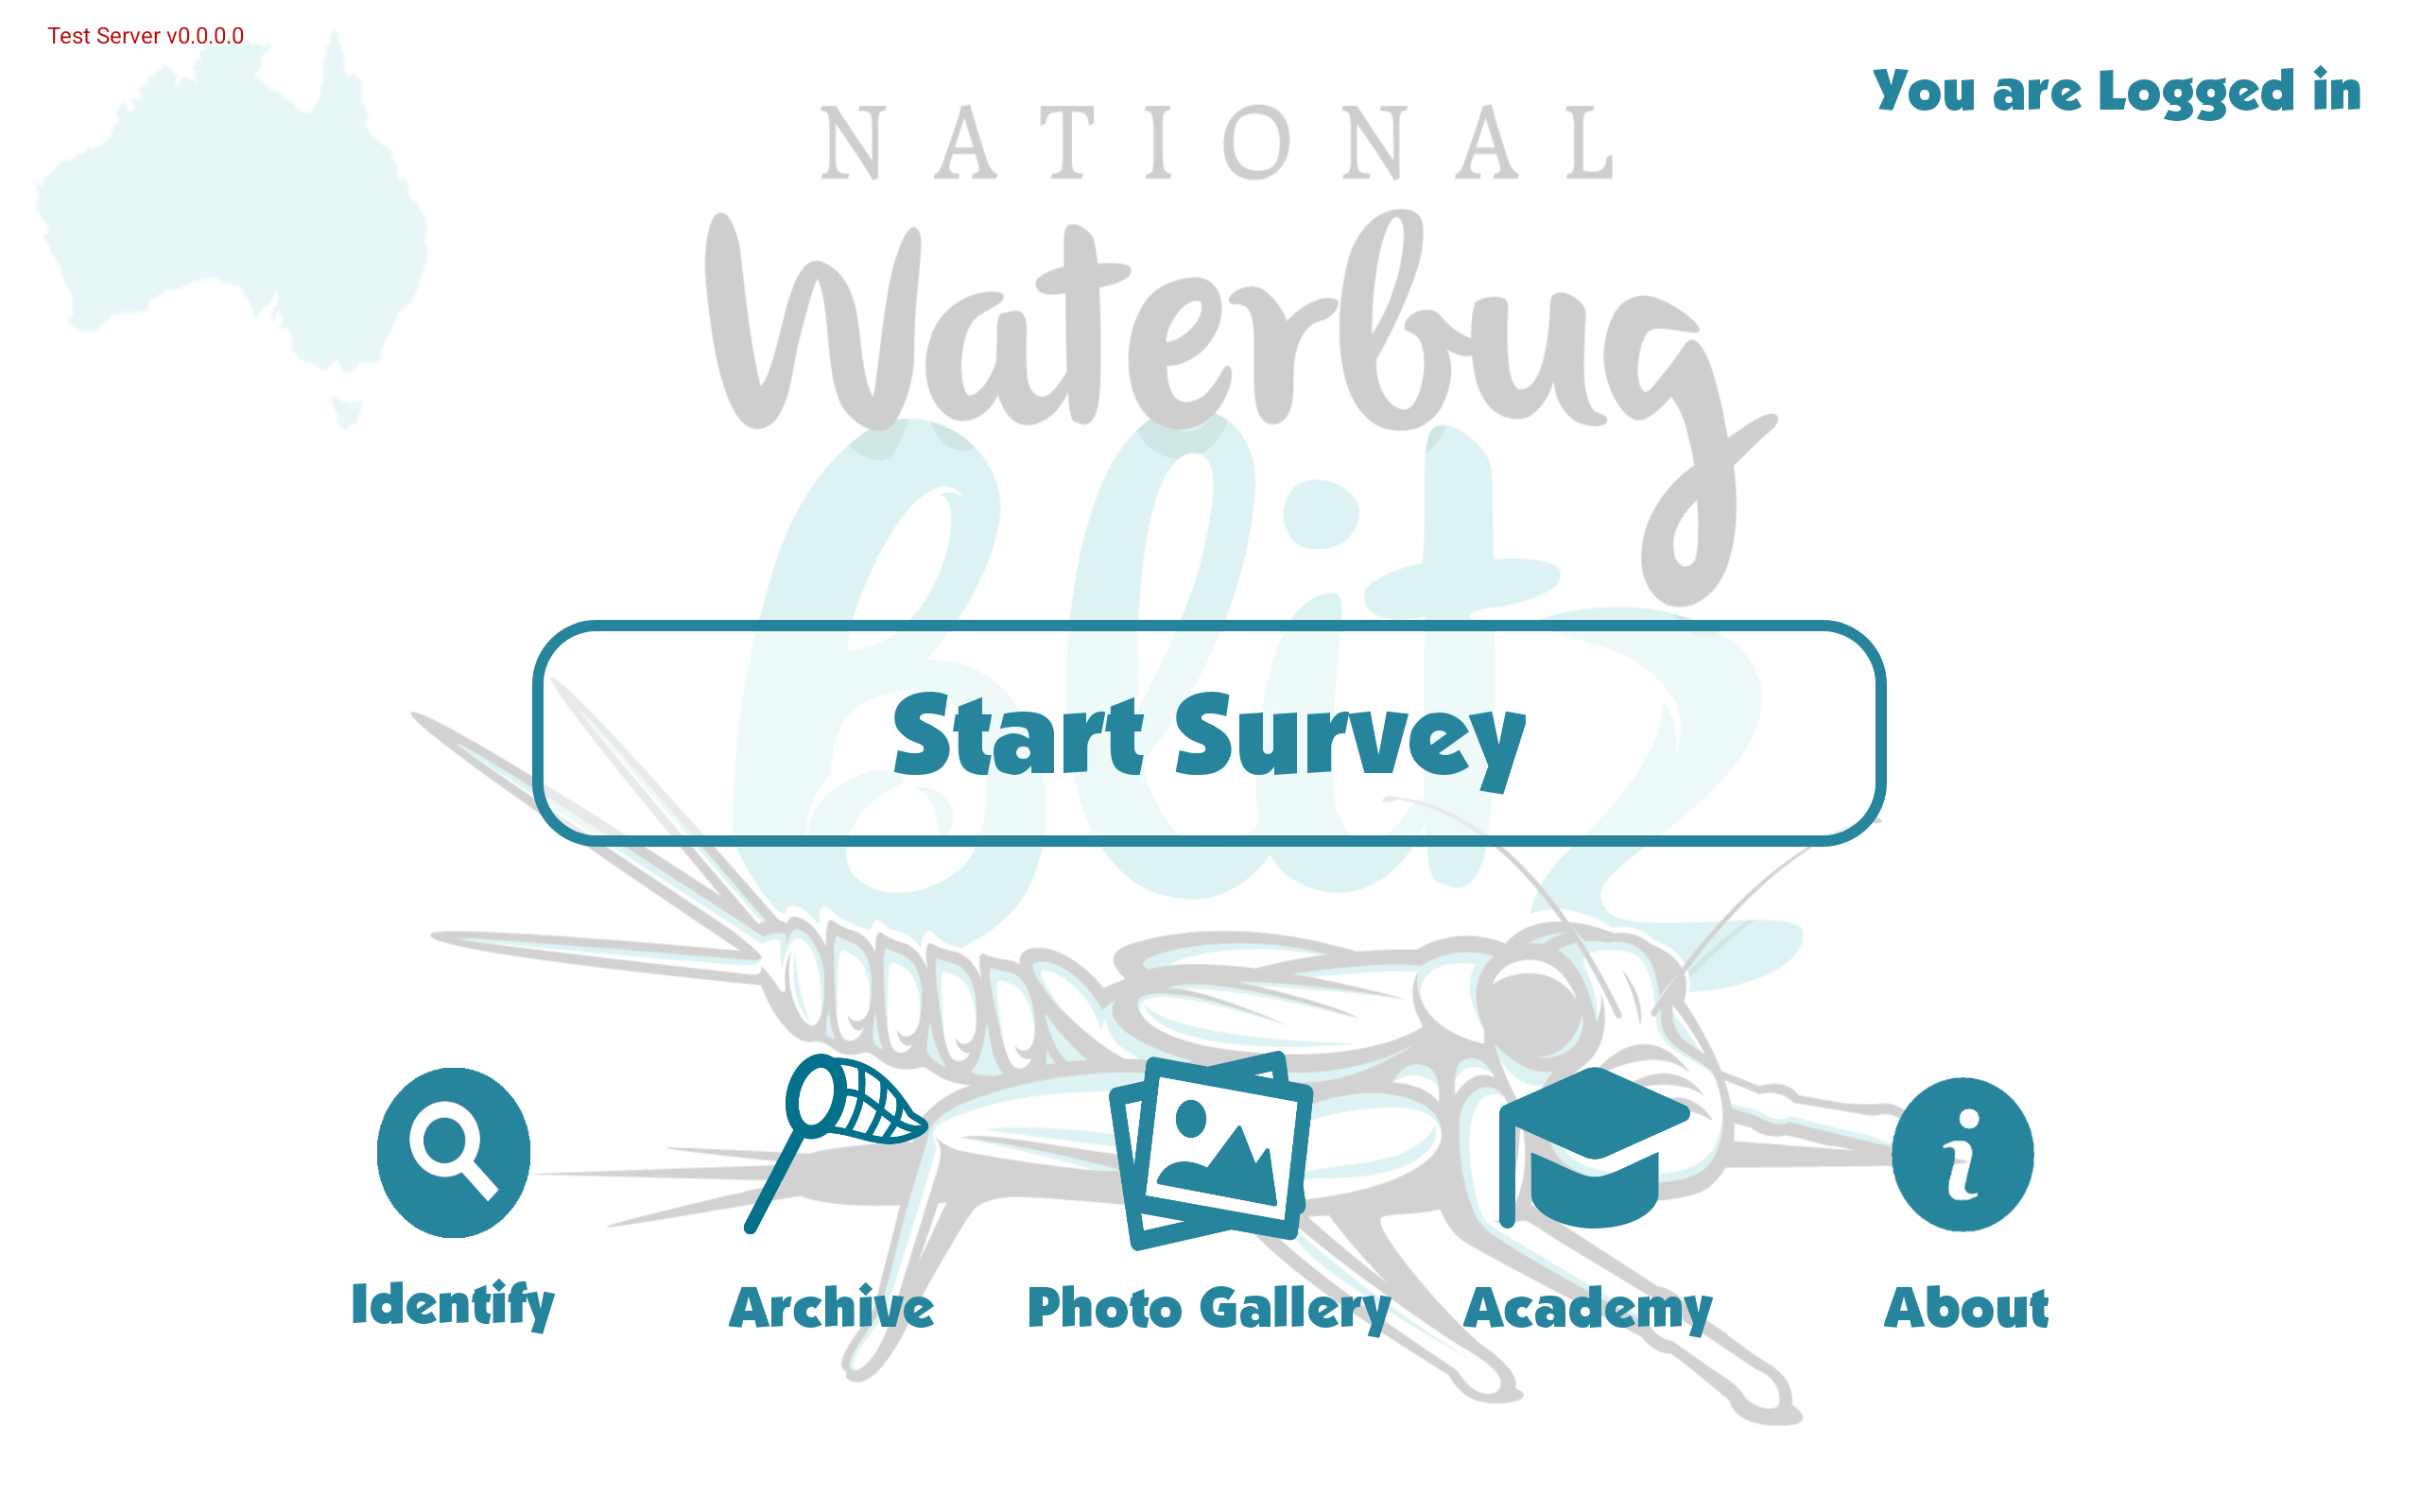 Test Server v0.0.0.0
You are Logged in
NATIONAL
Waterbug
Blitz
Start Survey
Identify
Archive
Photo Gallery
Academy
About